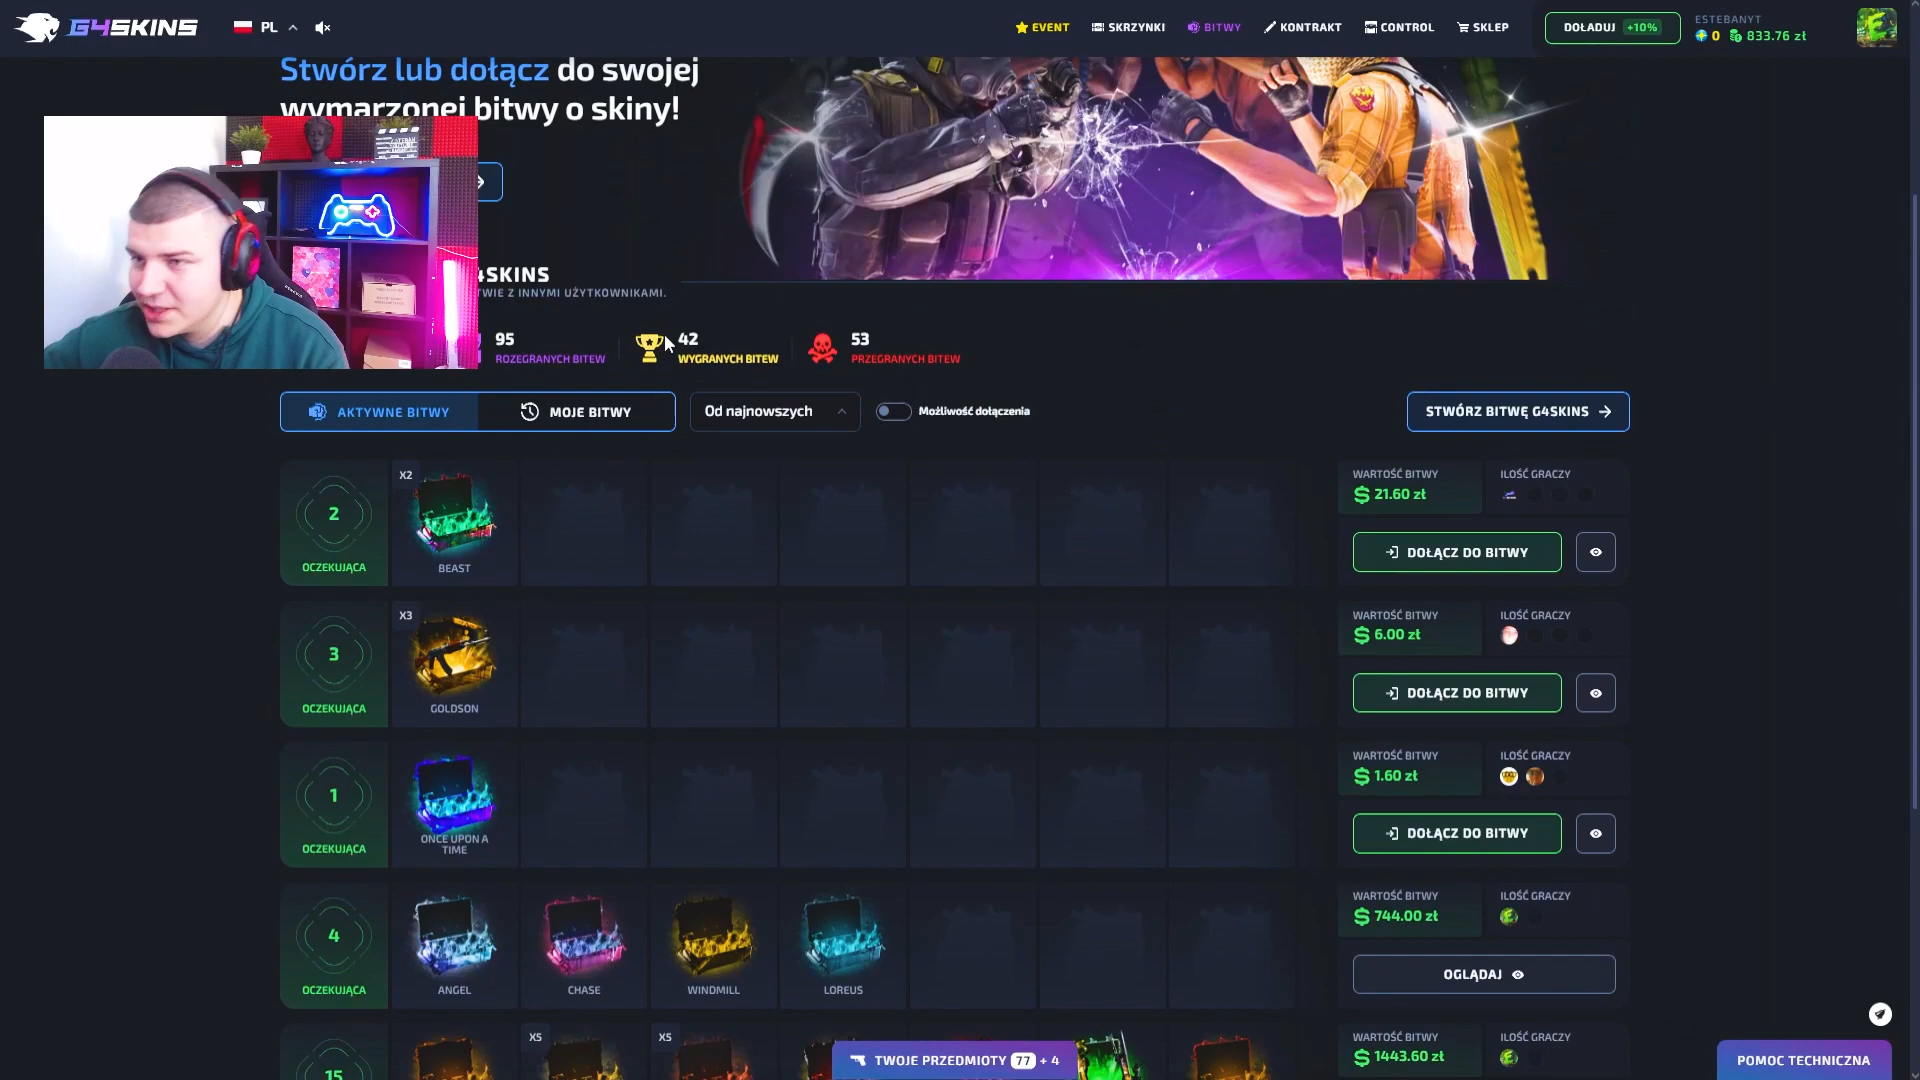 G4SKINS
PL
EVENT
SKRZYNKI
BITWY
KONTRAKT
CONTROL
SKLEP
DOŁADUJ +10%
ESTEBANYT
0 833.76 zł
Stwórz lub dołącz do swojej
wymarzonej bitwy o skiny!
4SKINS
TWIE Z INNYMI UŻYTKOWNIKAMI.
95
ROZEGRANYCH BITEW
42
WYGRANYCH BITEW
53
PRZEGRANYCH BITEW
AKTYWNE BITWY
MOJE BITWY
Od najnowszych
Możliwość dołączenia
STWÓRZ BITWĘ G4SKINS
2
OCZEKUJĄCA
X2
BEAST
WARTOŚĆ BITWY
$ 21.60 zł
ILOŚĆ GRACZY
DOŁĄCZ DO BITWY
3
OCZEKUJĄCA
X3
GOLDSON
WARTOŚĆ BITWY
$ 6.00 zł
ILOŚĆ GRACZY
DOŁĄCZ DO BITWY
1
OCZEKUJĄCA
ONCE UPON A
TIME
WARTOŚĆ BITWY
$ 1.60 zł
ILOŚĆ GRACZY
DOŁĄCZ DO BITWY
4
OCZEKUJĄCA
ANGEL
CHASE
WINDMILL
LOREUS
WARTOŚĆ BITWY
$ 744.00 zł
ILOŚĆ GRACZY
OGLĄDAJ
15
X5
X5
WARTOŚĆ BITWY
$ 1443.60 zł
ILOŚĆ GRACZY
TWOJE PRZEDMIOTY 77 + 4
POMOC TECHNICZNA